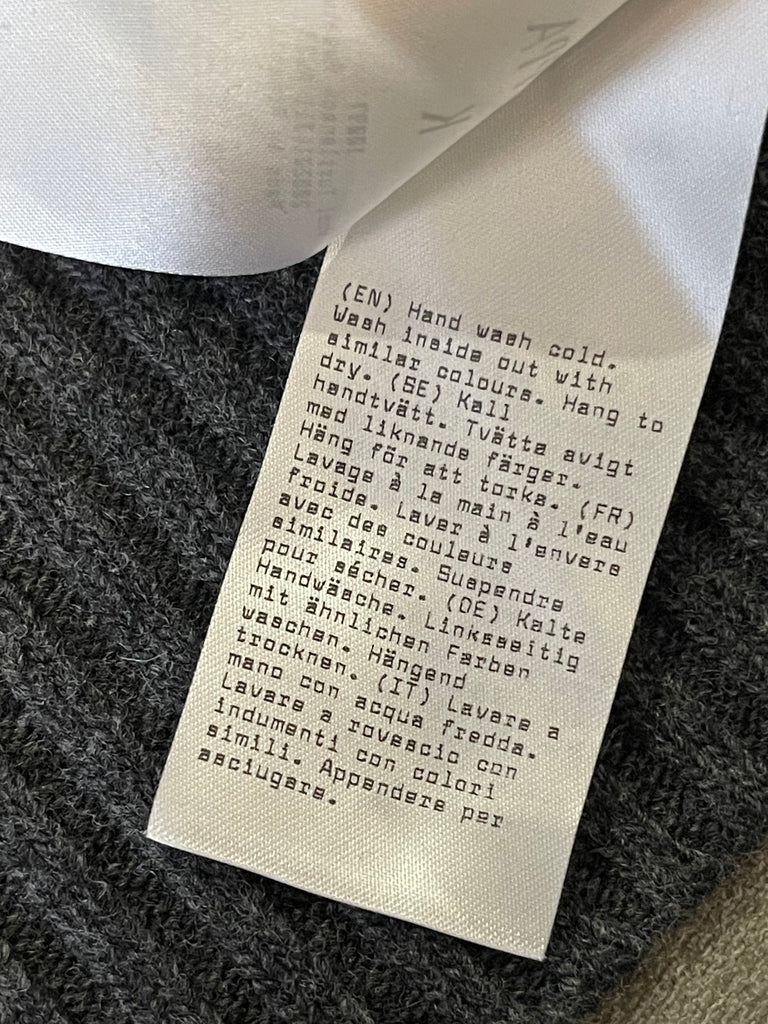 (EN) Hand wash cold.
Wash inside out with
similar colours. Hang to
dry. (SE) Kall
handtvätt. Tvätta avigt
med liknande färger.
Häng för att torka. (FR)
Lavage à la main à l'eau
froide. Laver à l'envers
avec des couleurs
similaires. Suspendre
pour sécher. (DE) Kalte
Handwäsche. Linksseitig
mit ähnlichen Farben
waschen. Hängend
trocknen. (IT) Lavare a
mano con acqua fredda.
Lavare a rovescio con
indumenti con colori
simili. Appendere per
asciugare.